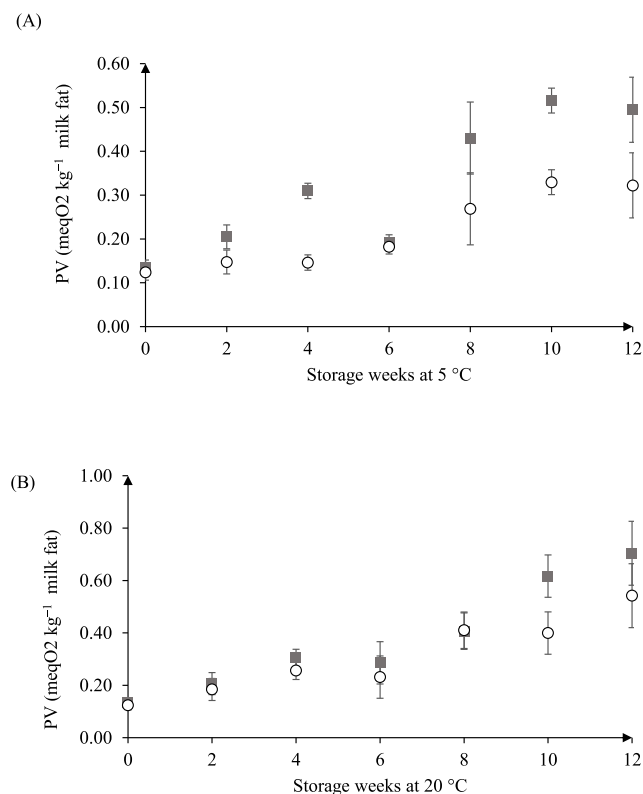 (A)
0.60
0.50
0.40
0.30
0.20
0.10
0.00
PV (meqO2 kg⁻¹ milk fat)
0 2 4 6 8 10 12
Storage weeks at 5 °C
(B)
1.00
0.80
0.60
0.40
0.20
0.00
PV (meqO2 kg⁻¹ milk fat)
0 2 4 6 8 10 12
Storage weeks at 20 °C